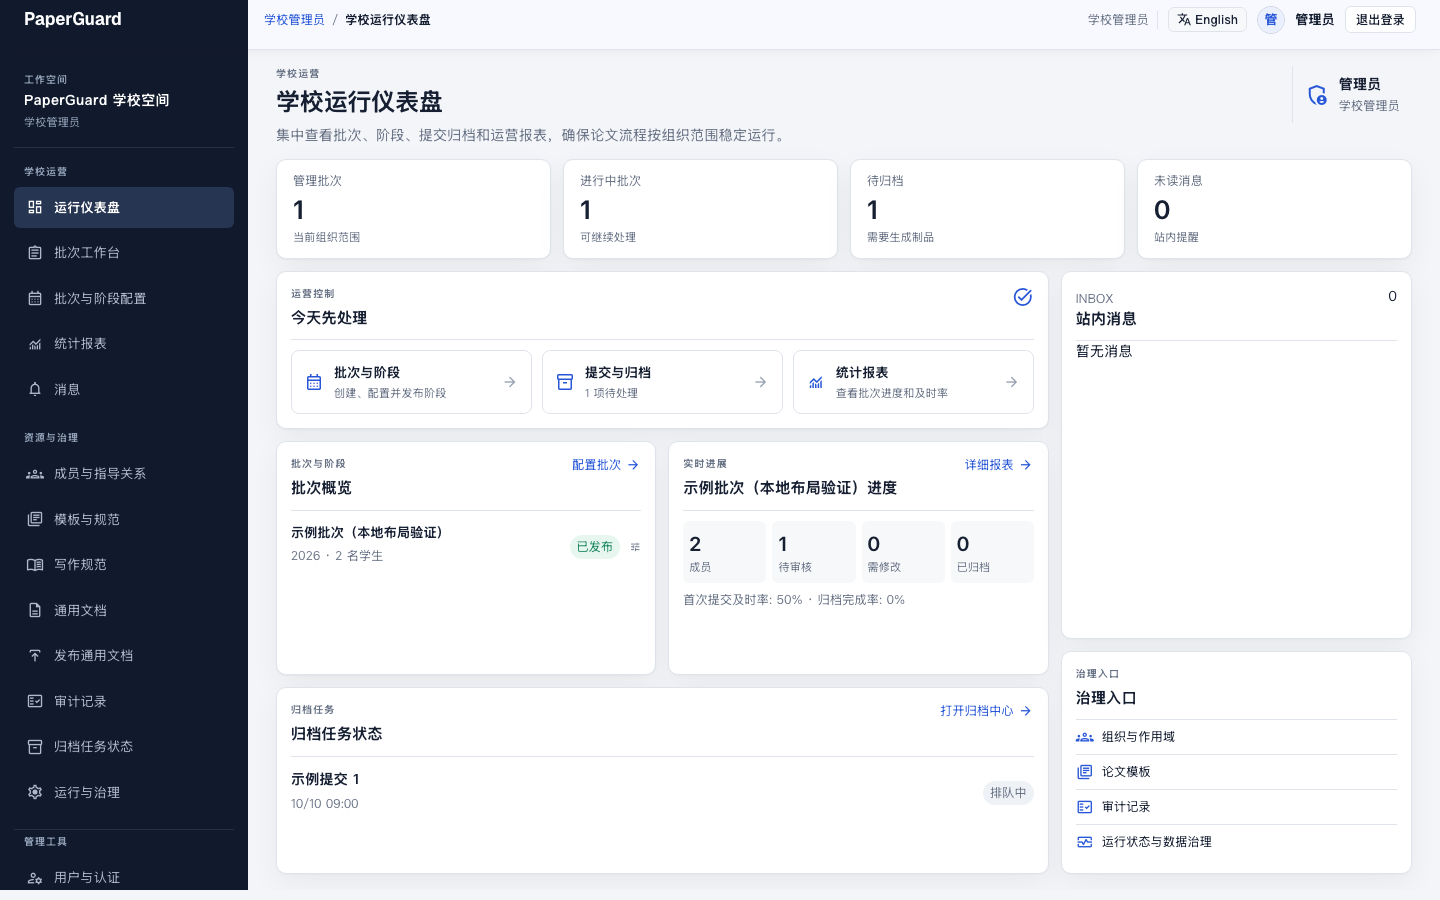 PaperGuard
工作空间
PaperGuard 学校空间
学校管理员
学校运营
运行仪表盘
批次工作台
批次与阶段配置
统计报表
消息
资源与治理
成员与指导关系
模板与规范
写作规范
通用文档
发布通用文档
审计记录
归档任务状态
运行与治理
管理工具
用户与认证
学校管理员 / 学校运行仪表盘
学校管理员
English
管
管理员
退出登录
学校运营
学校运行仪表盘
集中查看批次、阶段、提交归档和运营报表，确保论文流程按组织范围稳定运行。
管理员
学校管理员
管理批次
1
当前组织范围
进行中批次
1
可继续处理
待归档
1
需要生成制品
未读消息
0
站内提醒
运营控制
今天先处理
批次与阶段
创建、配置并发布阶段
提交与归档
1 项待处理
统计报表
查看批次进度和及时率
INBOX
0
站内消息
暂无消息
批次与阶段
配置批次
批次概览
示例批次（本地布局验证）
2026 · 2 名学生
已发布
实时进展
详细报表
示例批次（本地布局验证）进度
2
成员
1
待审核
0
需修改
0
已归档
首次提交及时率: 50% · 归档完成率: 0%
归档任务
打开归档中心
归档任务状态
示例提交 1
10/10 09:00
排队中
治理入口
治理入口
组织与作用域
论文模板
审计记录
运行状态与数据治理